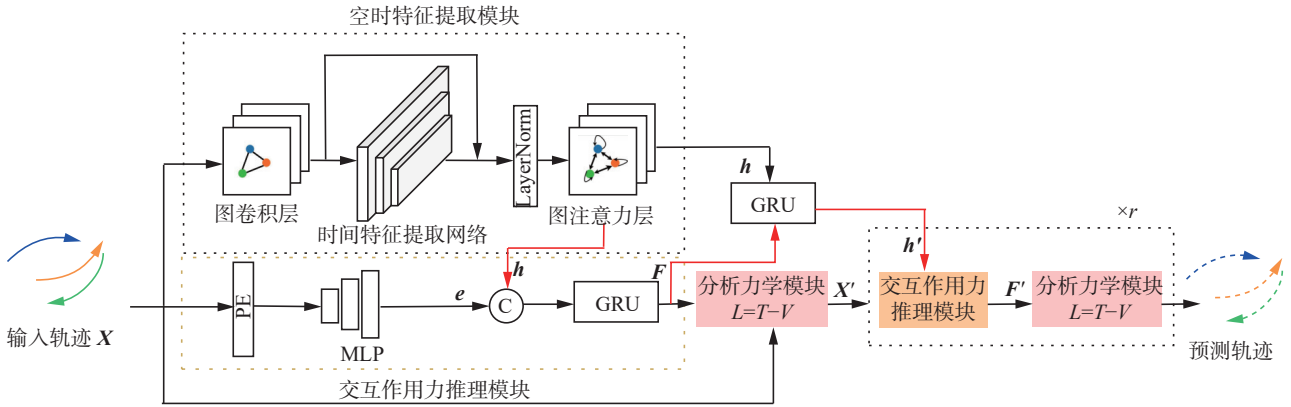 空时特征提取模块
LayerNorm
图卷积层
时间特征提取网络
图注意力层
h
GRU
×r
h′
输入轨迹 X
PE
MLP
e
h
C
GRU
F
分析力学模块
L=T−V
X′
交互作用力
推理模块
F′
分析力学模块
L=T−V
预测轨迹
交互作用力推理模块